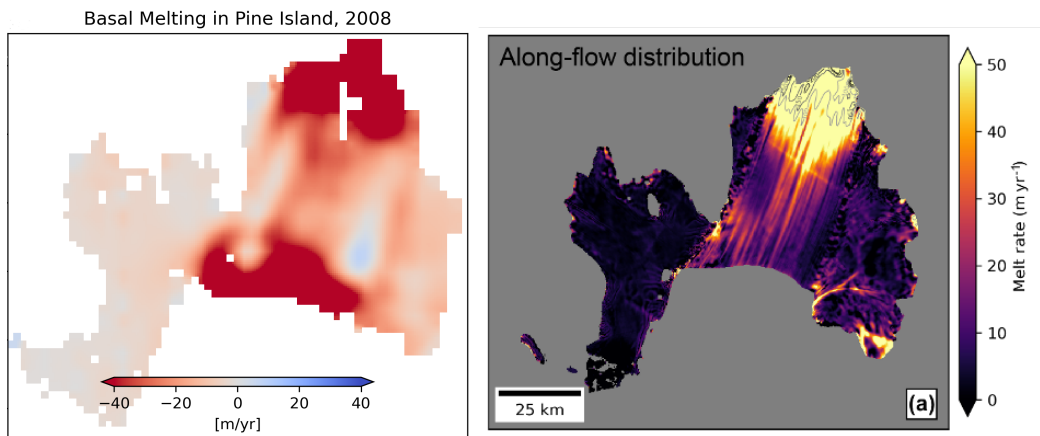 Basal Melting in Pine Island, 2008
−40 −20 0 20 40
[m/yr]
Along-flow distribution
25 km
(a)
50
40
30
20
10
0
Melt rate (m yr⁻¹)